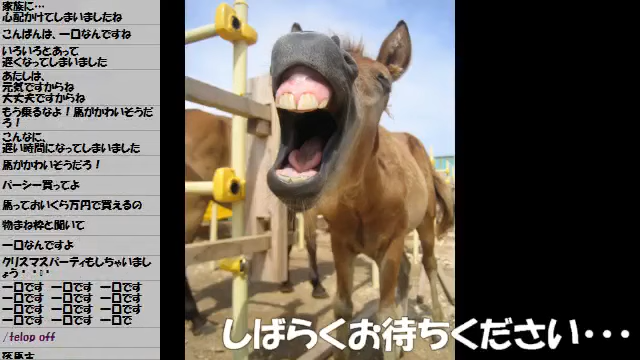 家族に…
心配かけてしまいましたね
こんばんは、一口なんですね
いろいろとあって
遅くなってしまいました
あたしは、
元気ですからね
大丈夫ですからね
もう乗るなよ！馬がかわいそうだ
ろ！
こんなに、
遅い時間になってしまいました
馬がかわいそうだろ！
パーシー買ってよ
馬っておいくら万円で買えるの
物まね枠と聞いて
一口なんですよ
クリスマスパーティもしちゃいまし
ょう・・・
一口です 一口です 一口です
一口です 一口です 一口です
一口です 一口です 一口です
一口です 一口です 一口で
/telop off
しばらくお待ちください・・・